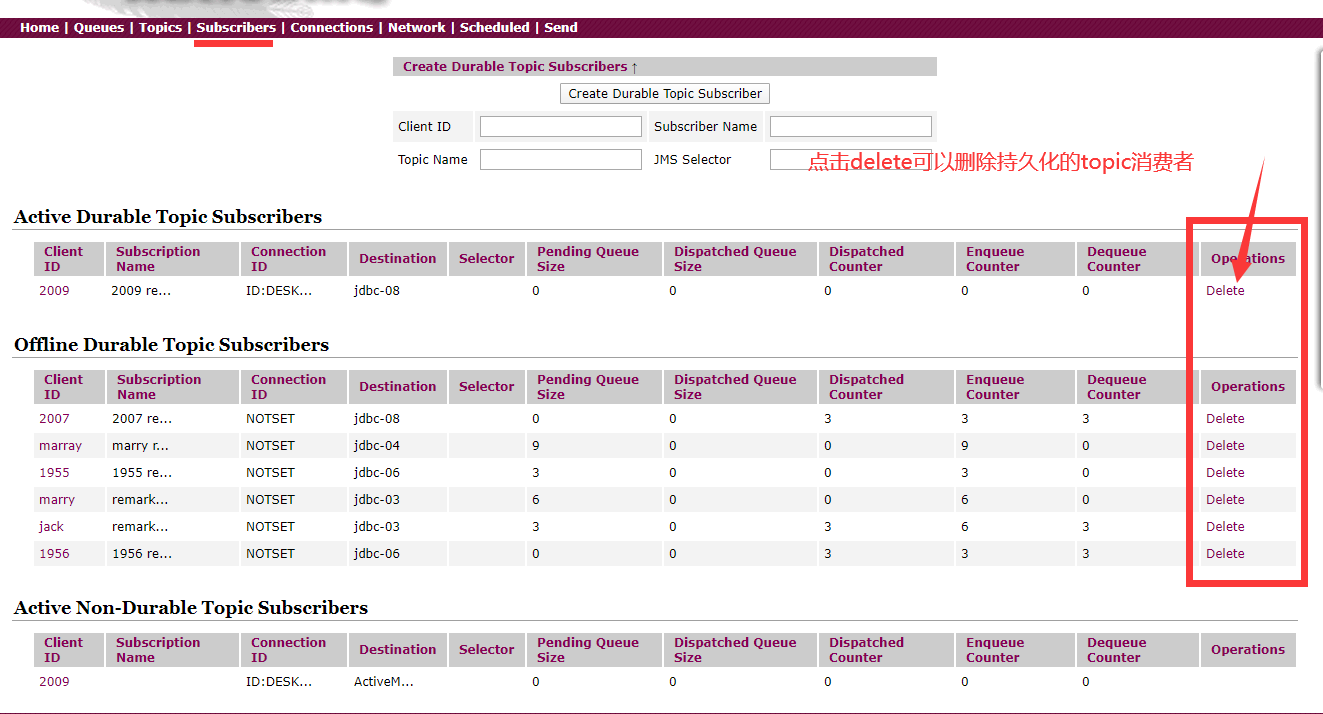 Home | Queues | Topics | Subscribers | Connections | Network | Scheduled | Send
Create Durable Topic Subscribers ↑
Create Durable Topic Subscriber
Client ID Subscriber Name
Topic Name JMS Selector
点击delete可以删除持久化的topic消费者
Active Durable Topic Subscribers
Client ID Subscription Name Connection ID Destination Selector Pending Queue Size Dispatched Queue Size Dispatched Counter Enqueue Counter Dequeue Counter Operations
2009 2009 re... ID:DESK... jdbc-08 0 0 0 0 0 Delete
Offline Durable Topic Subscribers
Client ID Subscription Name Connection ID Destination Selector Pending Queue Size Dispatched Queue Size Dispatched Counter Enqueue Counter Dequeue Counter Operations
2007 2007 re... NOTSET jdbc-08 0 0 3 3 3 Delete
marray marry r... NOTSET jdbc-04 9 0 0 9 0 Delete
1955 1955 re... NOTSET jdbc-06 3 0 0 3 0 Delete
marry remark... NOTSET jdbc-03 6 0 0 6 0 Delete
jack remark... NOTSET jdbc-03 3 0 3 6 3 Delete
1956 1956 re... NOTSET jdbc-06 0 0 3 3 3 Delete
Active Non-Durable Topic Subscribers
Client ID Subscription Name Connection ID Destination Selector Pending Queue Size Dispatched Queue Size Dispatched Counter Enqueue Counter Dequeue Counter Operations
2009 ID:DESK... ActiveM... 0 0 0 0 0